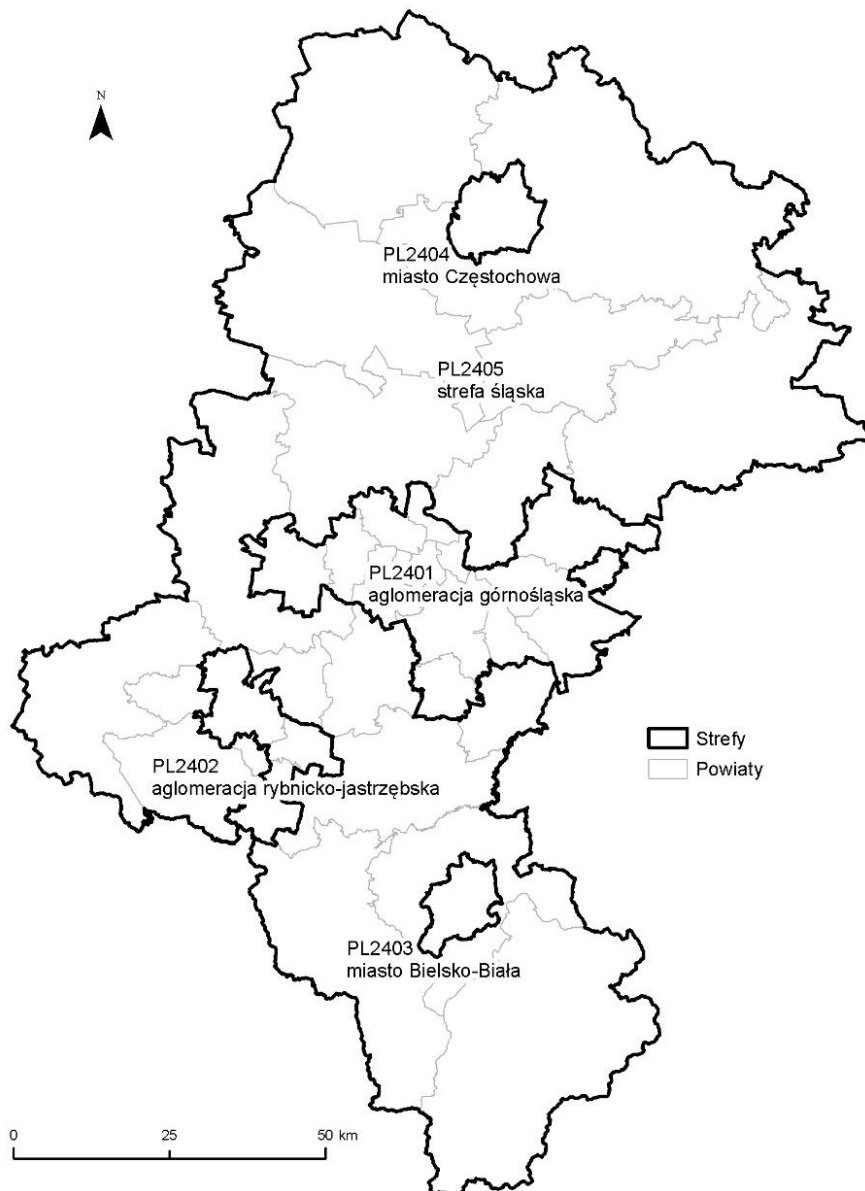 N
PL2404
miasto Częstochowa
PL2405
strefa śląska
PL2401
aglomeracja górnośląska
Strefy
Powiaty
PL2402
aglomeracja rybnicko-jastrzębska
PL2403
miasto Bielsko-Biała
0 25 50 km